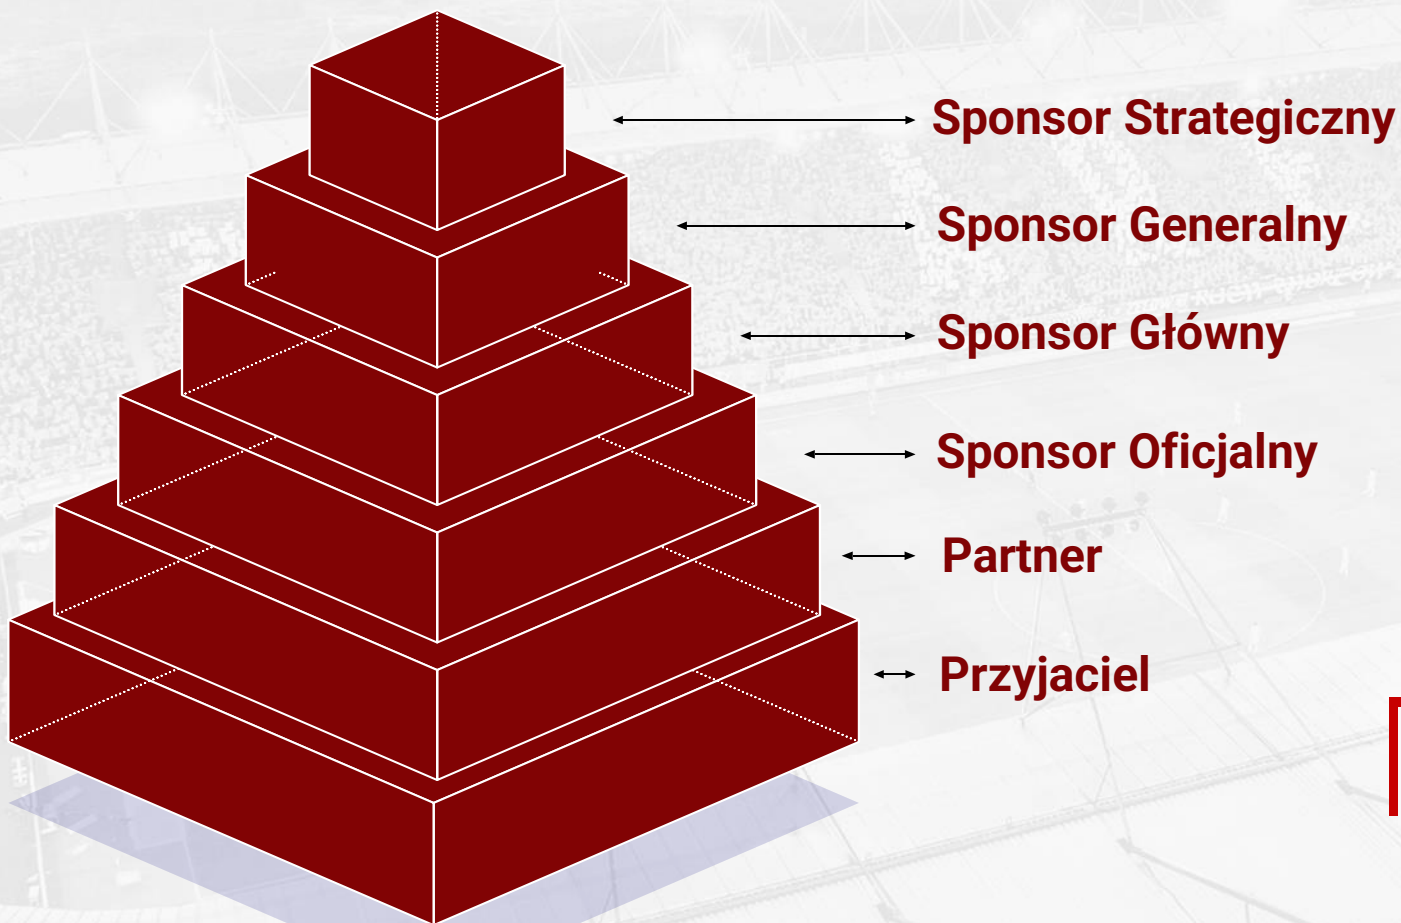 Sponsor Strategiczny
Sponsor Generalny
Sponsor Główny
Sponsor Oficjalny
Partner
Przyjaciel